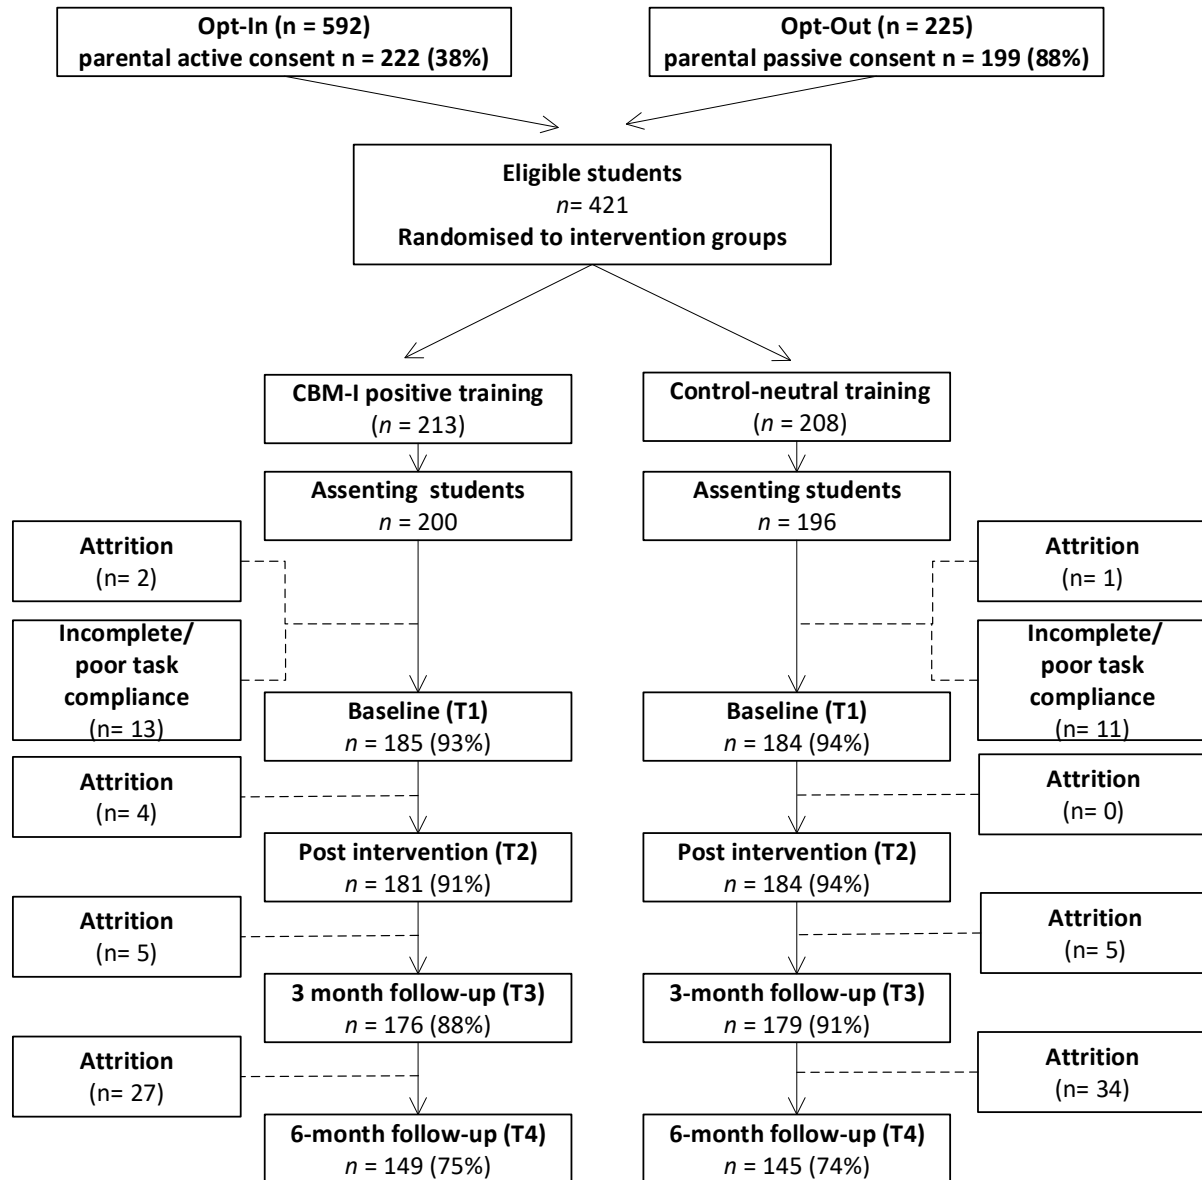 Opt-In (n = 592)
parental active consent n = 222 (38%)
Opt-Out (n = 225)
parental passive consent n = 199 (88%)
Eligible students
n= 421
Randomised to intervention groups
CBM-I positive training
(n = 213)
Control-neutral training
(n = 208)
Assenting  students
n = 200
Assenting students
n = 196
Attrition
(n= 2)
Attrition
(n= 1)
Incomplete/
poor task
compliance
(n= 13)
Incomplete/
poor task
compliance
(n= 11)
Baseline (T1)
n = 185 (93%)
Baseline (T1)
n = 184 (94%)
Attrition
(n= 4)
Attrition
(n= 0)
Post intervention (T2)
n = 181 (91%)
Post intervention (T2)
n = 184 (94%)
Attrition
(n= 5)
Attrition
(n= 5)
3 month follow-up (T3)
n = 176 (88%)
3-month follow-up (T3)
n = 179 (91%)
Attrition
(n= 27)
Attrition
(n= 34)
6-month follow-up (T4)
n = 149 (75%)
6-month follow-up (T4)
n = 145 (74%)